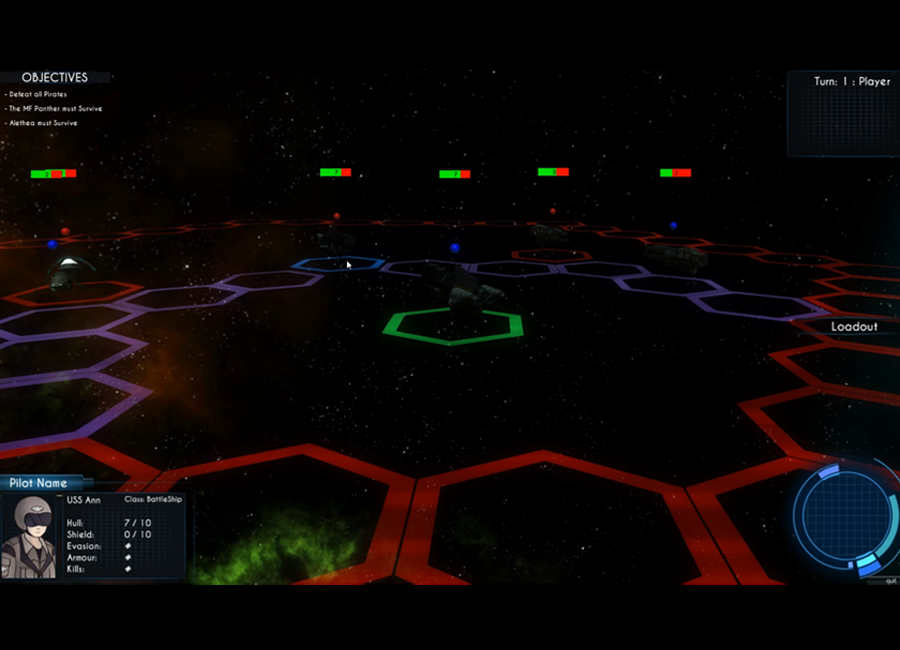 OBJECTIVES
- Defeat all Pirates
- The MF Panther must Survive
- Alethea must Survive
Turn: 1 : Player
Loadout
Pilot Name
USS Ann Class: BattleShip
Hull: 7 / 10
Shield: 0 / 10
Evasion:
Armour:
Kills:
quit